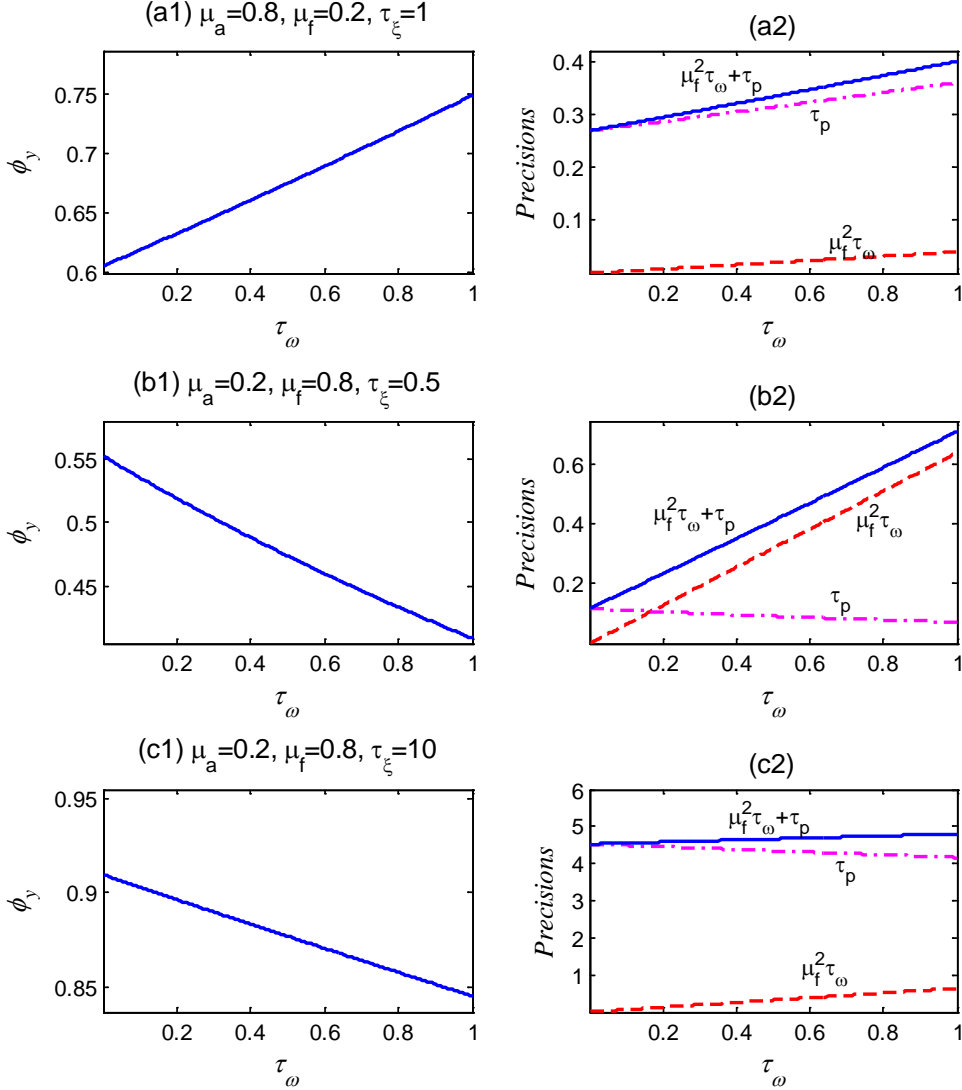 (a1) μa=0.8, μf=0.2, τξ=1
(a2)
0.75
0.7
0.65
0.6
ϕy
0.2 0.4 0.6 0.8 1
τω
0.4
0.3
0.2
0.1
Precisions
μf²τω+τp
τp
μf²τω
0.2 0.4 0.6 0.8 1
τω
(b1) μa=0.2, μf=0.8, τξ=0.5
(b2)
0.55
0.5
0.45
ϕy
0.2 0.4 0.6 0.8 1
τω
0.6
0.4
0.2
Precisions
μf²τω+τp
μf²τω
τp
0.2 0.4 0.6 0.8 1
τω
(c1) μa=0.2, μf=0.8, τξ=10
(c2)
0.95
0.9
0.85
ϕy
0.2 0.4 0.6 0.8 1
τω
6
5
4
3
2
1
Precisions
μf²τω+τp
τp
μf²τω
0.2 0.4 0.6 0.8 1
τω